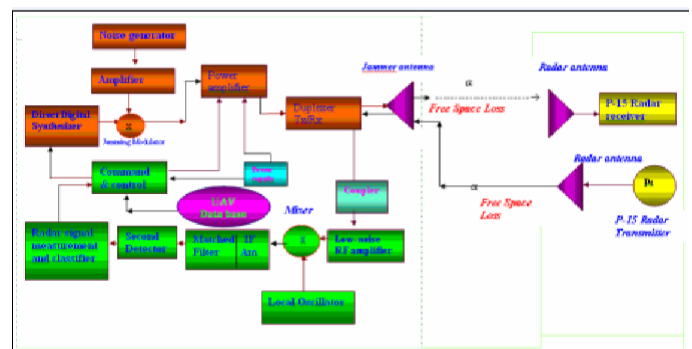 Noise generator
Amplifier
Power
amplifier
Jammer antenna
α
Radar antenna
Direct Digital
Synthesizer
X
Jamming Modulator
Duplexer
Tx/Rx
Free Space Loss
P-15 Radar
receiver
Command
& control
Radar antenna
α
Pt
Coupler
UAV
Data base
Free Space
Loss
P-15 Radar
Transmitter
Mixer
Radar signal
measurement
and classifier
Second
Detector
Matched
Filter
IF
Am
X
Low-noise
RF amplifier
Local Oscillator